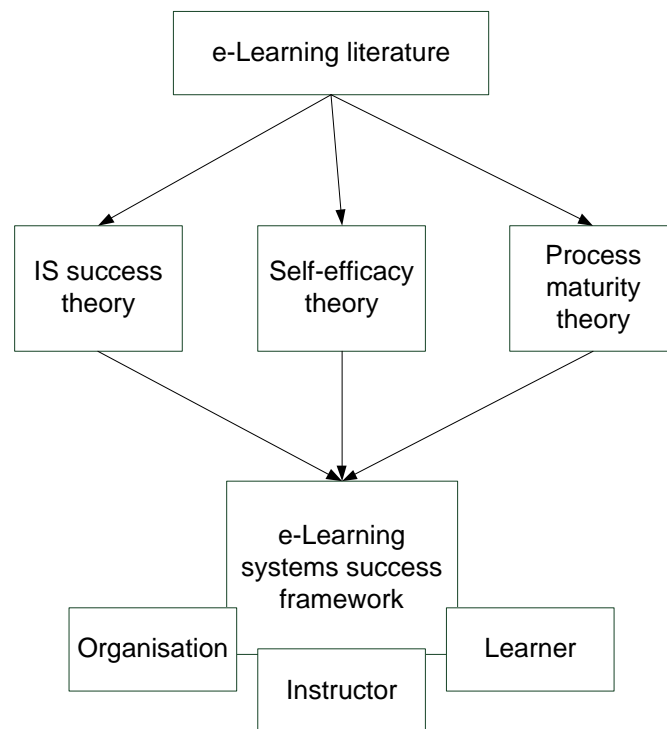 e-Learning literature
IS success
theory
Self-efficacy
theory
Process
maturity
theory
e-Learning
systems success
framework
Organisation
Learner
Instructor